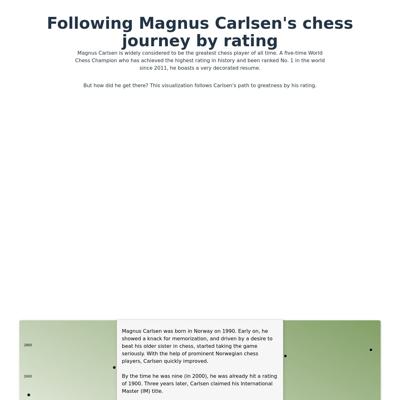 Following Magnus Carlsen's chess
journey by rating
Magnus Carlsen is widely considered to be the greatest chess player of all time. A five-time World
Chess Champion who has achieved the highest rating in history and been ranked No. 1 in the world
since 2011, he boasts a very decorated resume.
But how did he get there? This visualization follows Carlsen's path to greatness by his rating.
Magnus Carlsen was born in Norway on 1990. Early on, he
showed a knack for memorization, and driven by a desire to
beat his older sister in chess, started taking the game
seriously. With the help of prominent Norwegian chess
players, Carlsen quickly improved.
By the time he was nine (in 2000), he was already hit a rating
of 1900. Three years later, Carlsen claimed his International
Master (IM) title.